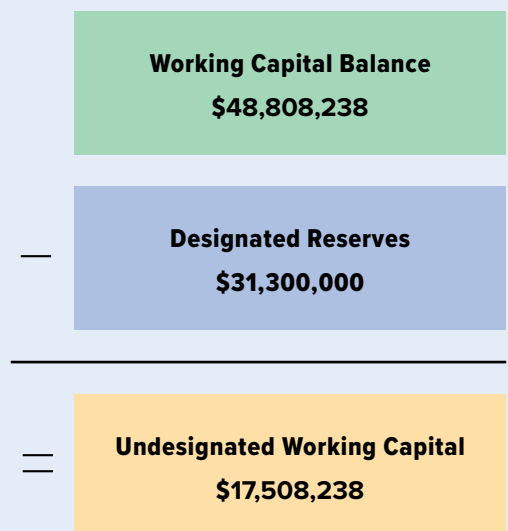 Working Capital Balance
$48,808,238
—
Designated Reserves
$31,300,000
=
Undesignated Working Capital
$17,508,238